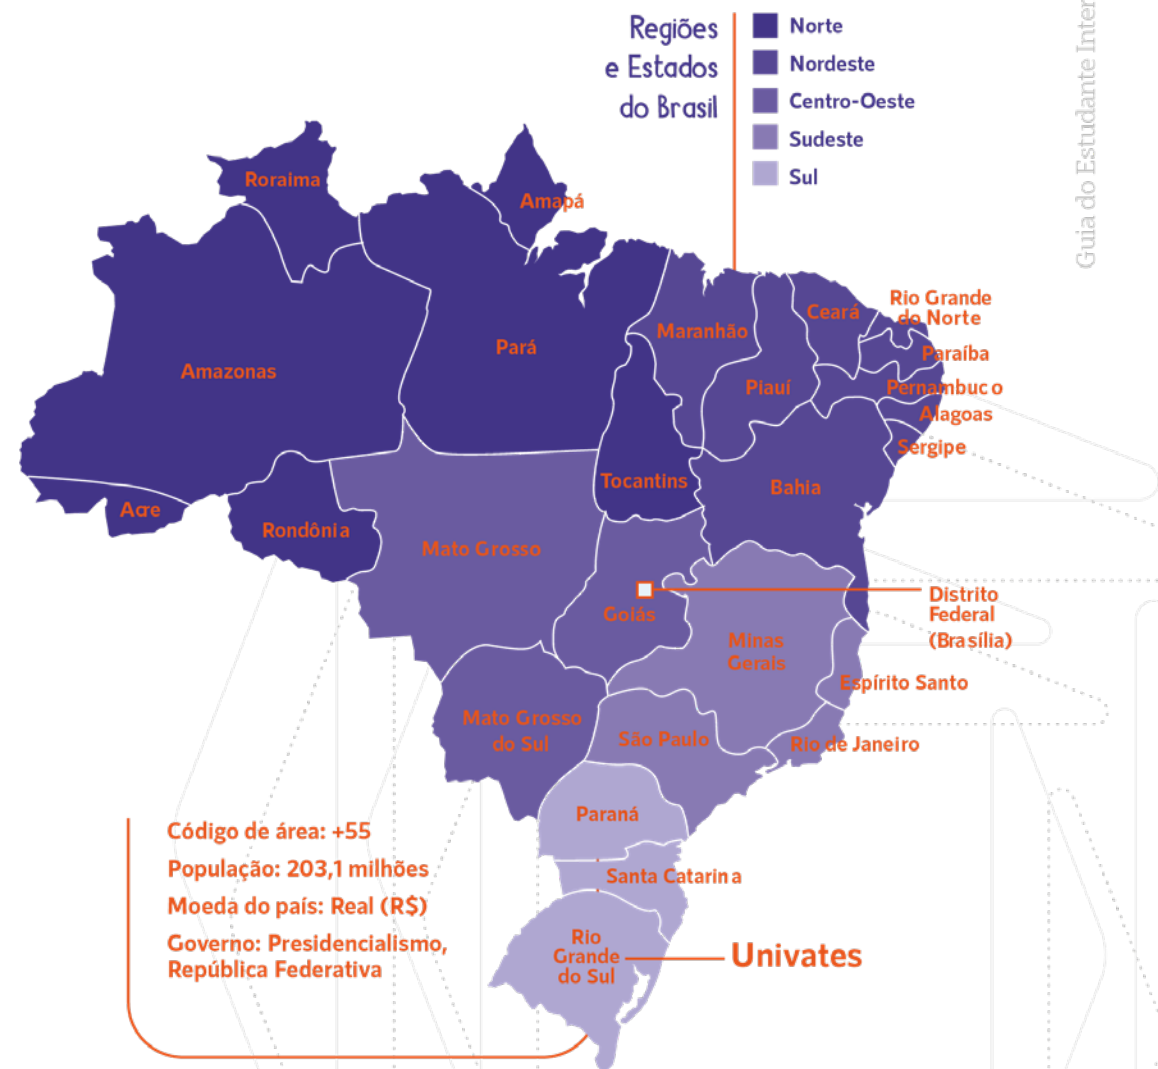 Regiões
e Estados
do Brasil
Norte
Nordeste
Centro-Oeste
Sudeste
Sul
Guia do Estudante
Roraima
Amapá
Amazonas
Pará
Maranhão
Ceará
Rio Grande
do Norte
Paraíba
Piauí
Pernambuco
Alagoas
Sergipe
Acre
Rondônia
Tocantins
Bahia
Mato Grosso
Goiás
Distrito
Federal
(Brasília)
Minas
Gerais
Espírito Santo
Mato Grosso
do Sul
São Paulo
Rio de Janeiro
Paraná
Santa Catarina
Rio
Grande
do Sul
Univates
Código de área: +55
População: 203,1 milhões
Moeda do país: Real (R$)
Governo: Presidencialismo,
República Federativa